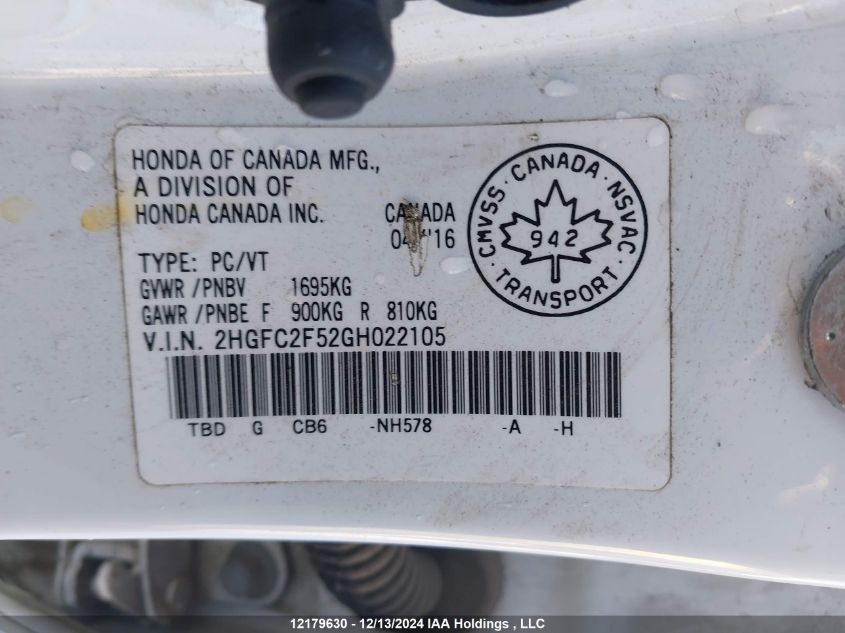 HONDA OF CANADA MFG.,
A DIVISION OF
HONDA CANADA INC.
CANADA
'16
TYPE: PC/VT
GVWR /PNBV 1695KG
GAWR /PNBE F 900KG R 810KG
V.I.N. 2HGFC2F52GH022105
TBD G CB6 -NH578 -A -H
CMVSS · CANADA · NSVAC
942
· TRANSPORT ·
12179630 - 12/13/2024 IAA Holdings , LLC